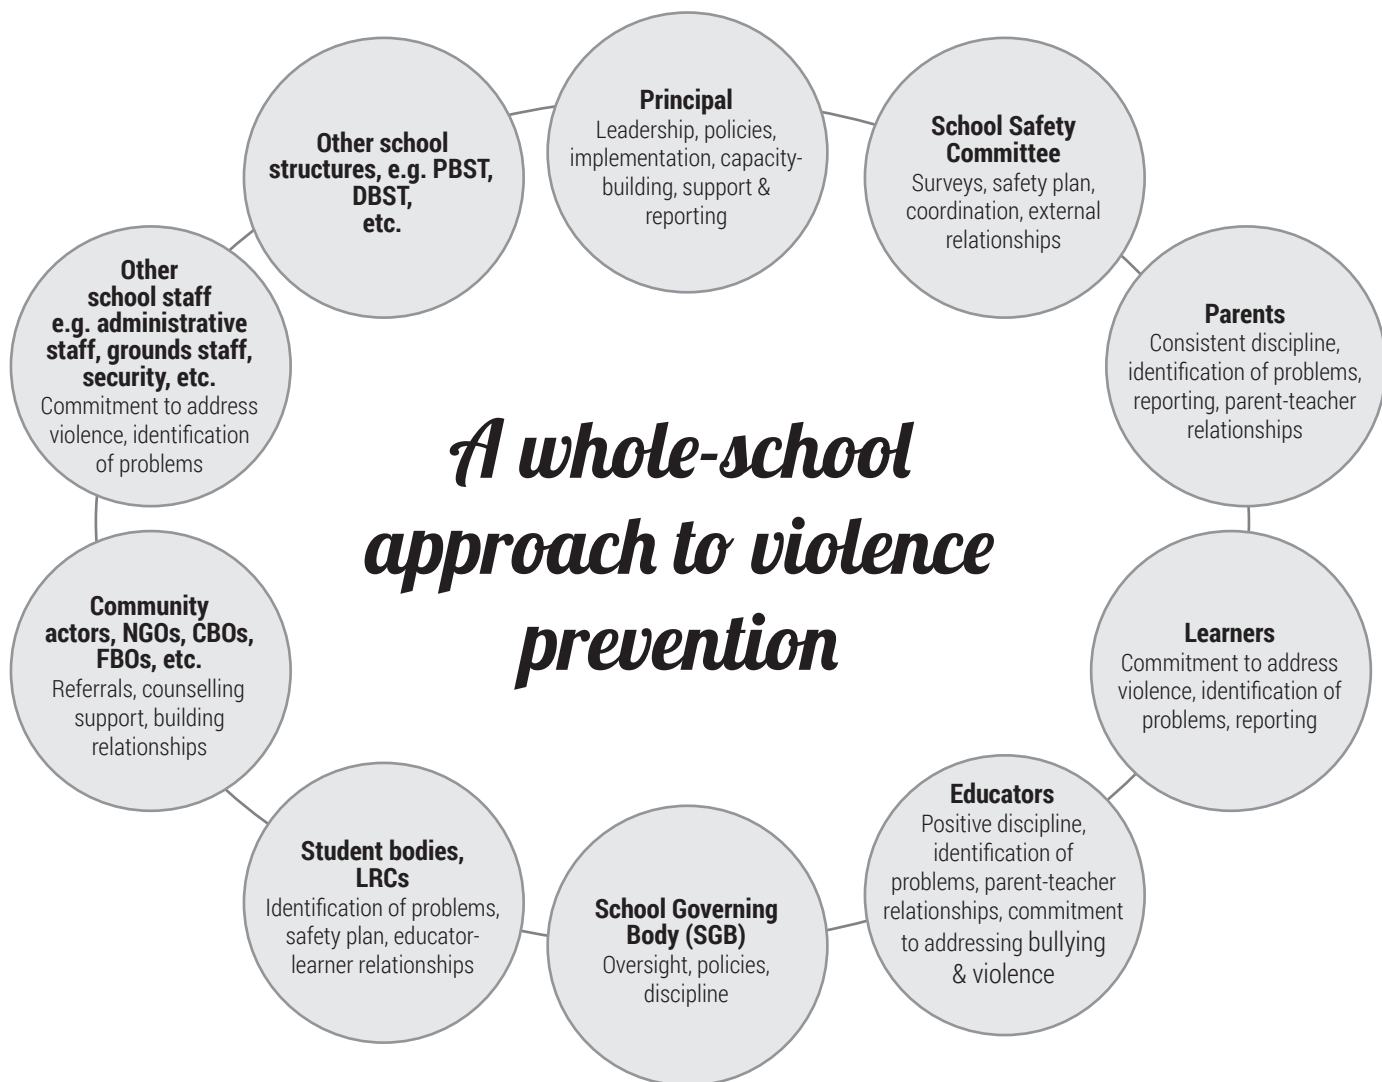 Principal
Leadership, policies,
implementation, capacity-
building, support &
reporting
School Safety
Committee
Surveys, safety plan,
coordination, external
relationships
Parents
Consistent discipline,
identification of problems,
reporting, parent-teacher
relationships
Learners
Commitment to address
violence, identification of
problems, reporting
Educators
Positive discipline,
identification of
problems, parent-teacher
relationships, commitment
to addressing bullying
& violence
School Governing
Body (SGB)
Oversight, policies,
discipline
Student bodies,
LRCs
Identification of problems,
safety plan, educator-
learner relationships
Community
actors, NGOs, CBOs,
FBOs, etc.
Referrals, counselling
support, building
relationships
Other
school staff
e.g. administrative
staff, grounds staff,
security, etc.
Commitment to address
violence, identification
of problems
Other school
structures, e.g. PBST,
DBST,
etc.
A whole-school
approach to violence
prevention